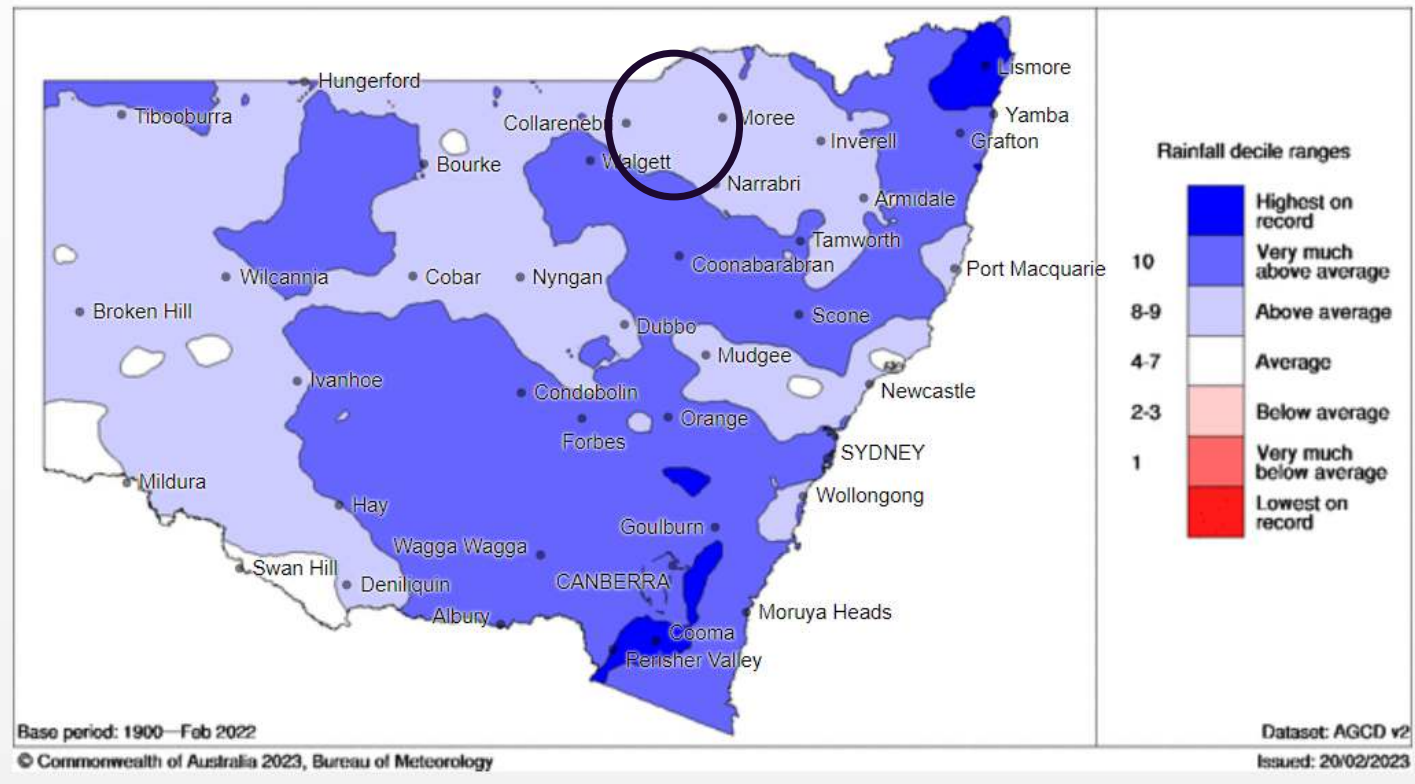 Hungerford
Tibooburra
Collarenebri
Moree
Lismore
Yamba
Grafton
Inverell
Bourke
Walgett
Narrabri
Armidale
Tamworth
Coonabarabran
Port Macquarie
Wilcannia
Cobar
Nyngan
Broken Hill
Scone
Dubbo
Mudgee
Ivanhoe
Condobolin
Newcastle
Forbes
Orange
SYDNEY
Mildura
Wollongong
Hay
Goulburn
Wagga Wagga
Swan Hill
Deniliquin
CANBERRA
Albury
Moruya Heads
Cooma
Perisher Valley
Rainfall decile ranges
Highest on
record
10
Very much
above average
8-9
Above average
4-7
Average
2-3
Below average
1
Very much
below average
Lowest on
record
Base period: 1900—Feb 2022
Dataset: AGCD v2
© Commonwealth of Australia 2023, Bureau of Meteorology
Issued: 20/02/2023